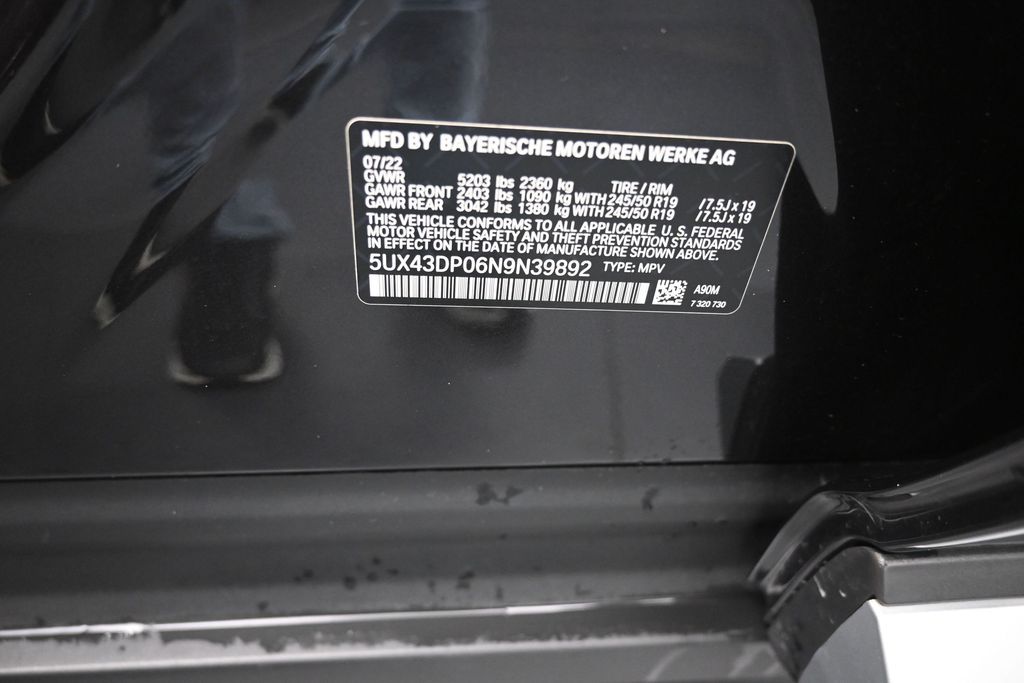 MFD BY BAYERISCHE MOTOREN WERKE AG
07/22
GVWR 5203 lbs 2360 kg TIRE / RIM
GAWR FRONT 2403 lbs 1090 kg WITH 245/50 R19 /7.5J x 19
GAWR REAR 3042 lbs 1380 kg WITH 245/50 R19 /7.5J x 19
THIS VEHICLE CONFORMS TO ALL APPLICABLE U. S. FEDERAL
MOTOR VEHICLE SAFETY AND THEFT PREVENTION STANDARDS
IN EFFECT ON THE DATE OF MANUFACTURE SHOWN ABOVE.
5UX43DP06N9N39892 TYPE: MPV
A90M
7 320 730